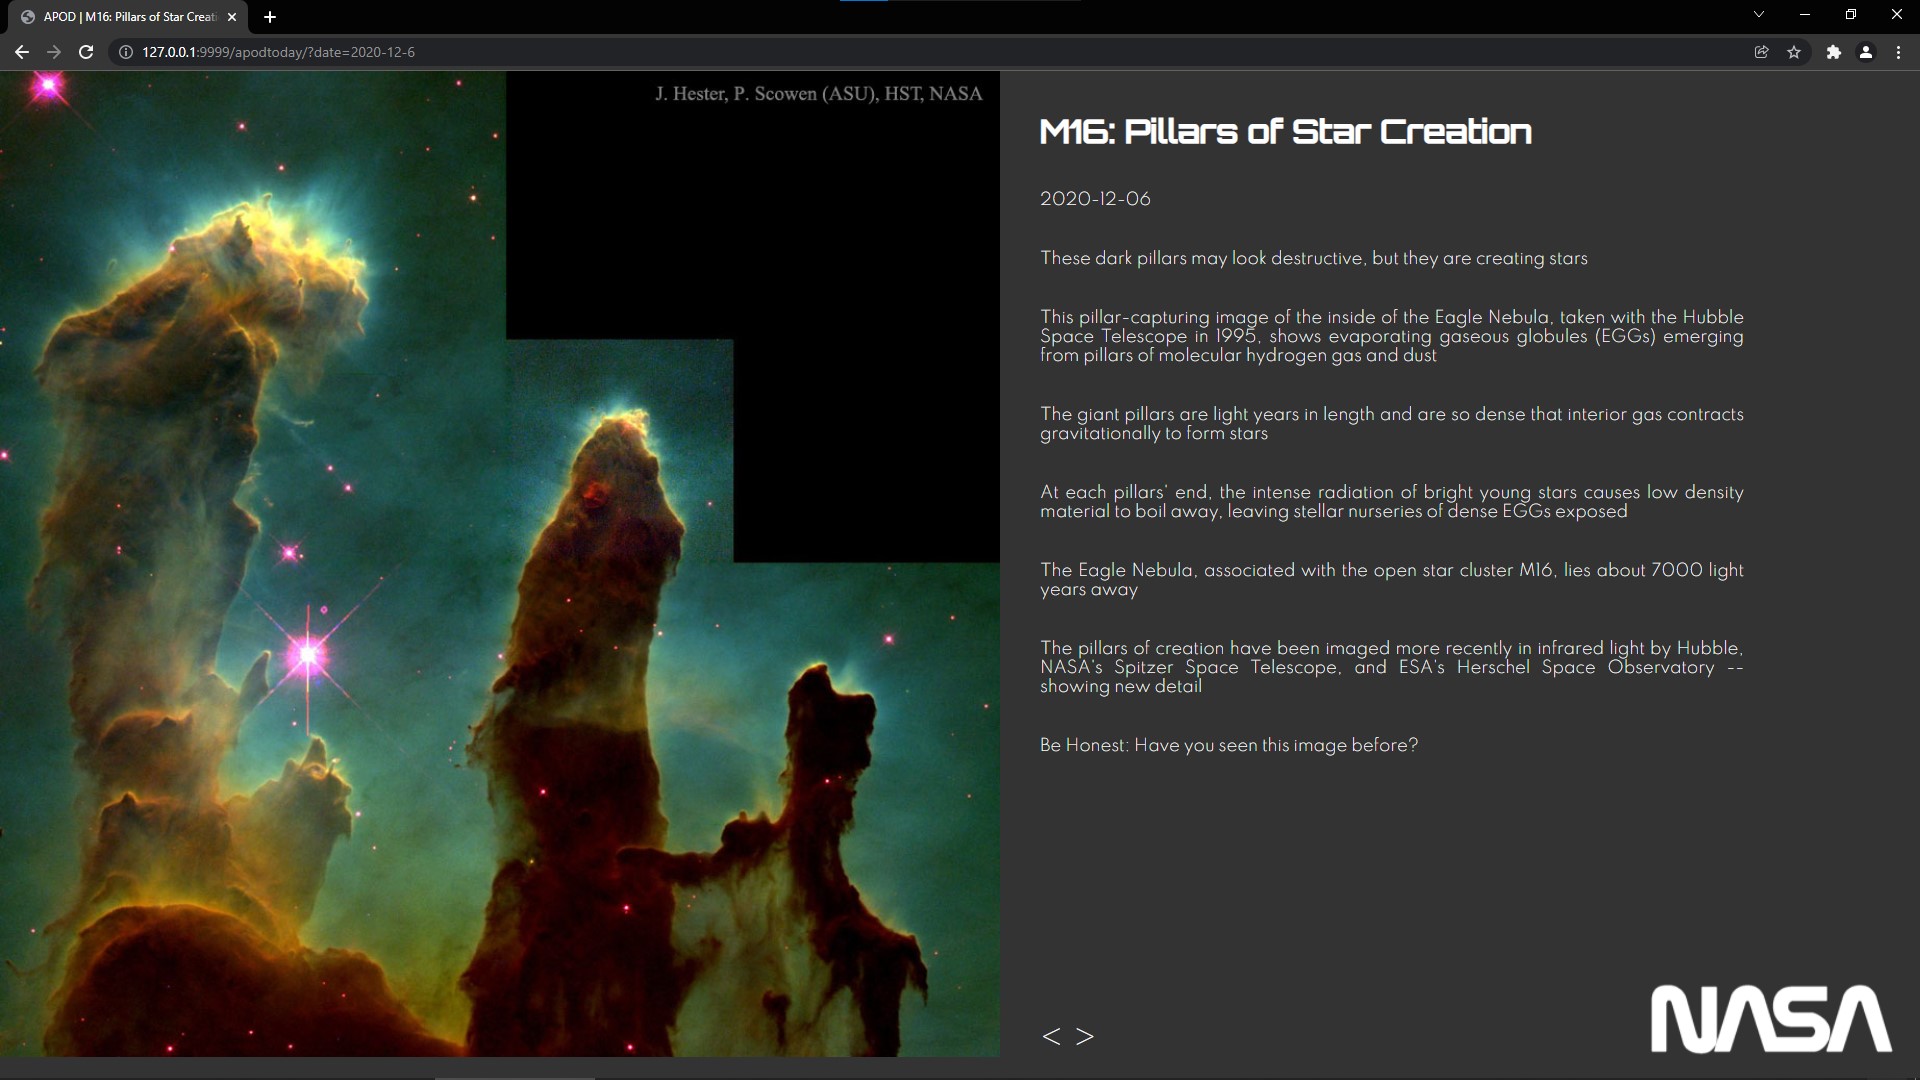 APOD | M16: Pillars of Star Creati
127.0.0.1:9999/apodtoday/?date=2020-12-6
J. Hester, P. Scowen (ASU), HST, NASA
M16: Pillars of Star Creation
2020-12-06
These dark pillars may look destructive, but they are creating stars
This pillar-capturing image of the inside of the Eagle Nebula, taken with the Hubble
Space Telescope in 1995, shows evaporating gaseous globules (EGGs) emerging
from pillars of molecular hydrogen gas and dust
The giant pillars are light years in length and are so dense that interior gas contracts
gravitationally to form stars
At each pillars' end, the intense radiation of bright young stars causes low density
material to boil away, leaving stellar nurseries of dense EGGs exposed
The Eagle Nebula, associated with the open star cluster M16, lies about 7000 light
years away
The pillars of creation have been imaged more recently in infrared light by Hubble,
NASA's Spitzer Space Telescope, and ESA's Herschel Space Observatory --
showing new detail
Be Honest: Have you seen this image before?
< >
NASA